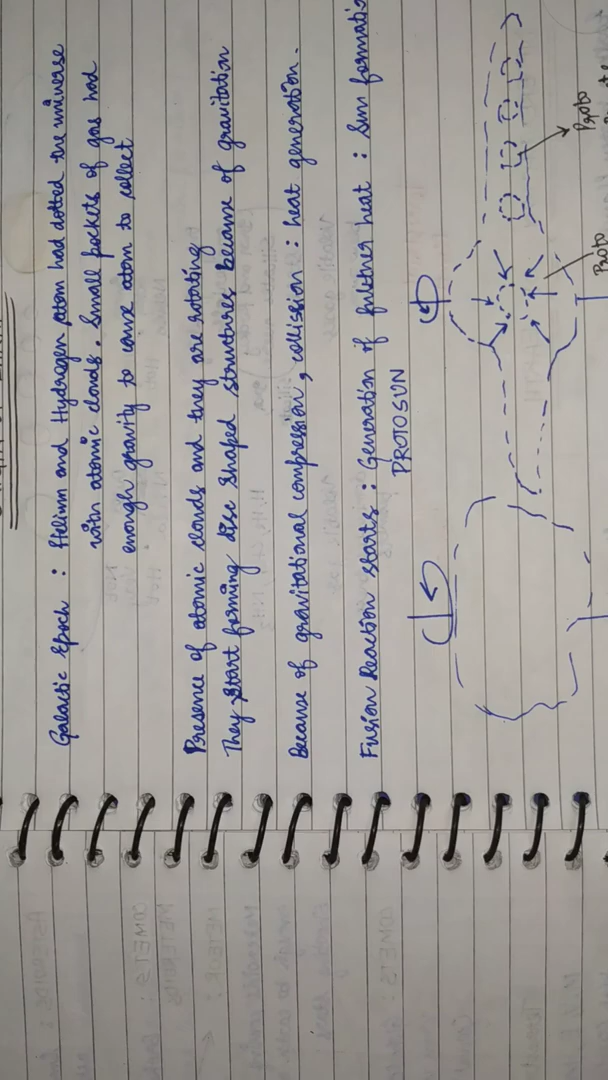 Galactic Epoch : Helium and Hydrogen atom had dotted the universe
with atomic clouds. Small pockets of gas had
enough gravity to cause atom to collect
Presence of atomic clouds and they are rotating
They start forming disc shaped structures because of gravitation
Because of gravitational compression, collision : heat generation.
Fusion Reaction starts : Generation of further heat : Sun formatio
PROTOSUN
Proto
Proto